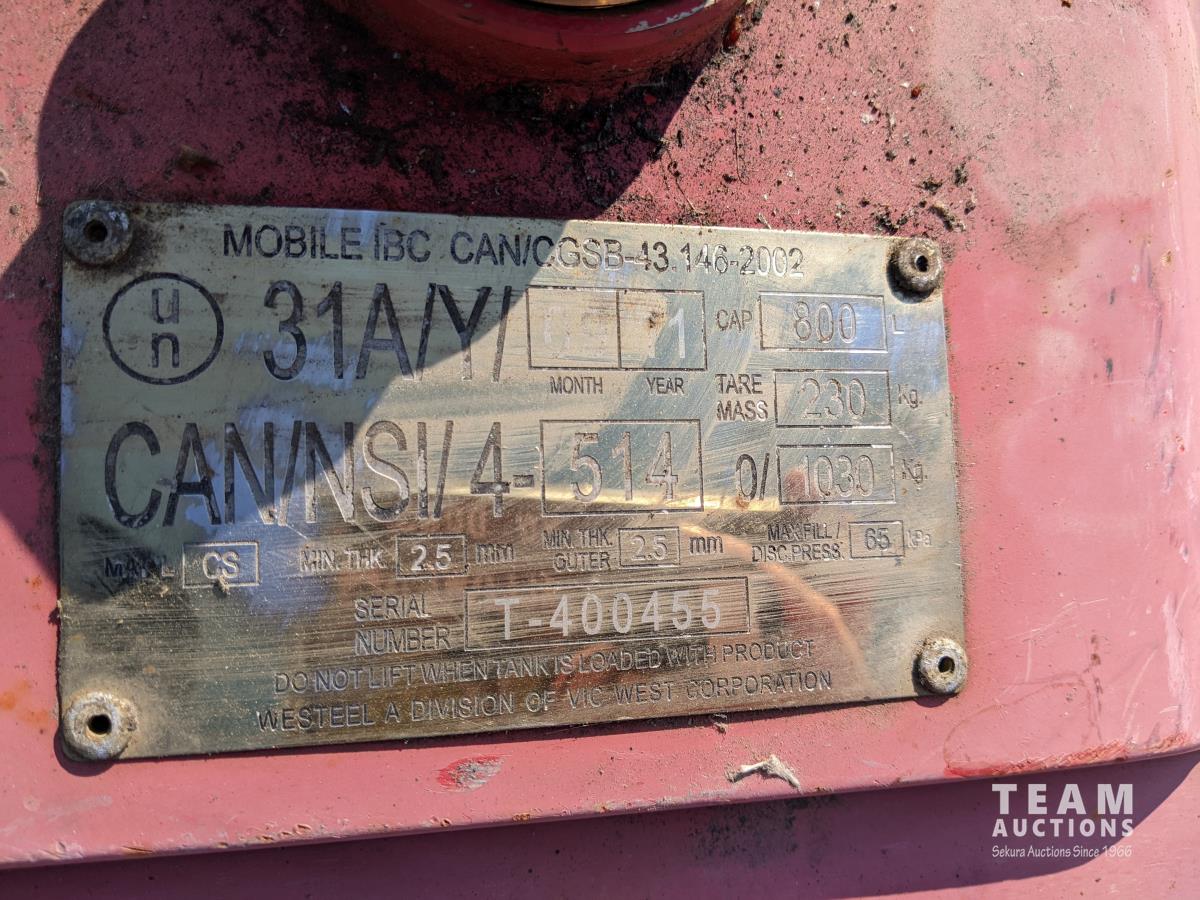 MOBILE IBC CAN/CGSB-43.146-2002
un 31A/Y/ 1 CAP 800 L
MONTH YEAR TARE MASS 230 Kg.
CAN/NSI/4-514 0/ 1030 Kg.
MAT'L CS MIN. THK. 2.5 mm MIN. THK. OUTER 2.5 mm MAX.FILL/ DISC.PRESS. 65 kPa
SERIAL NUMBER T-400455
DO NOT LIFT WHEN TANK IS LOADED WITH PRODUCT
WESTEEL A DIVISION OF VIC WEST CORPORATION
TEAM
AUCTIONS
Sekura Auctions Since 1966